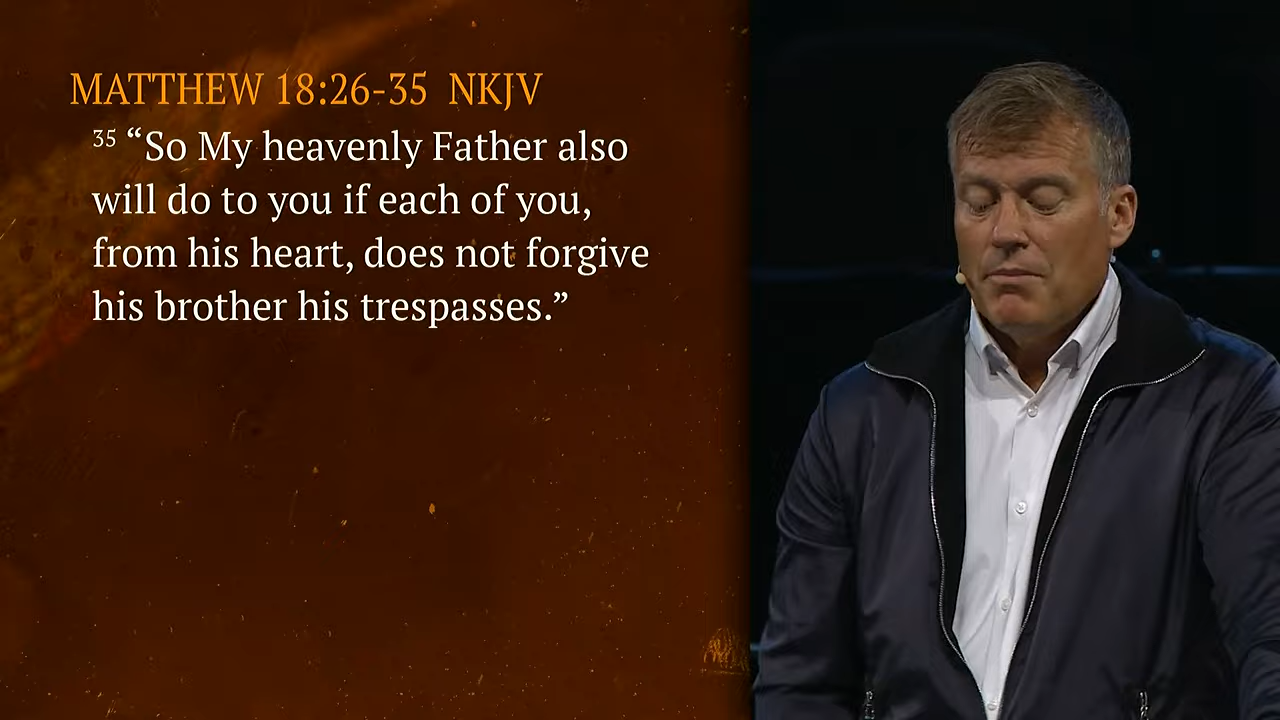 MATTHEW 18:26-35 NKJV
35 “So My heavenly Father also
will do to you if each of you,
from his heart, does not forgive
his brother his trespasses.”